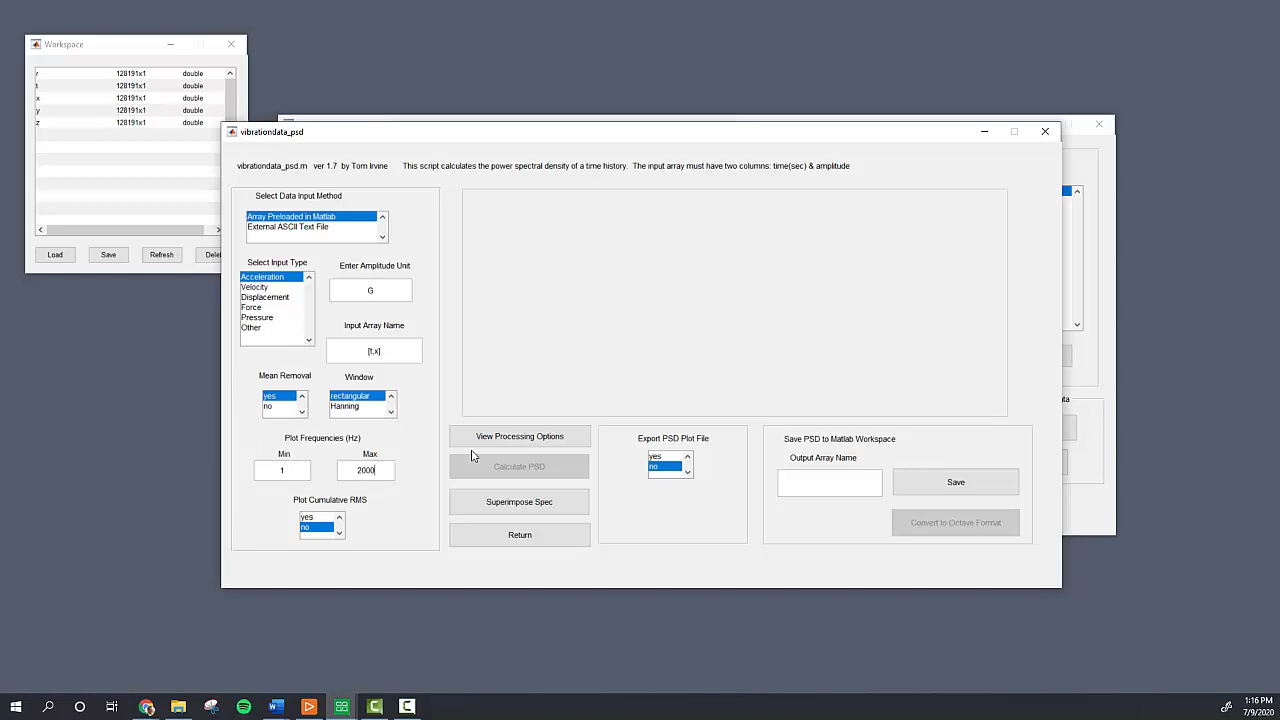 Workspace
r 128191x1 double
t 128191x1 double
x 128191x1 double
y 128191x1 double
z 128191x1 double
Load Save Refresh
vibrationdata_psd
vibrationdata_psd.m ver 1.7 by Tom Irvine This script calculates the power spectral density of a time history. The input array must have two columns: time(sec) & amplitude
Select Data Input Method
Array Preloaded in Matlab
External ASCII Text File
Select Input Type
Acceleration
Velocity
Displacement
Force
Pressure
Other
Enter Amplitude Unit
G
Input Array Name
[t,x]
Mean Removal
yes
no
Window
rectangular
Hanning
Plot Frequencies (Hz)
Min Max
1 2000
Plot Cumulative RMS
yes
no
View Processing Options
Calculate PSD
Superimpose Spec
Return
Export PSD Plot File
yes
no
Save PSD to Matlab Workspace
Output Array Name
Save
Convert to Octave Format
1:16 PM
7/9/2020